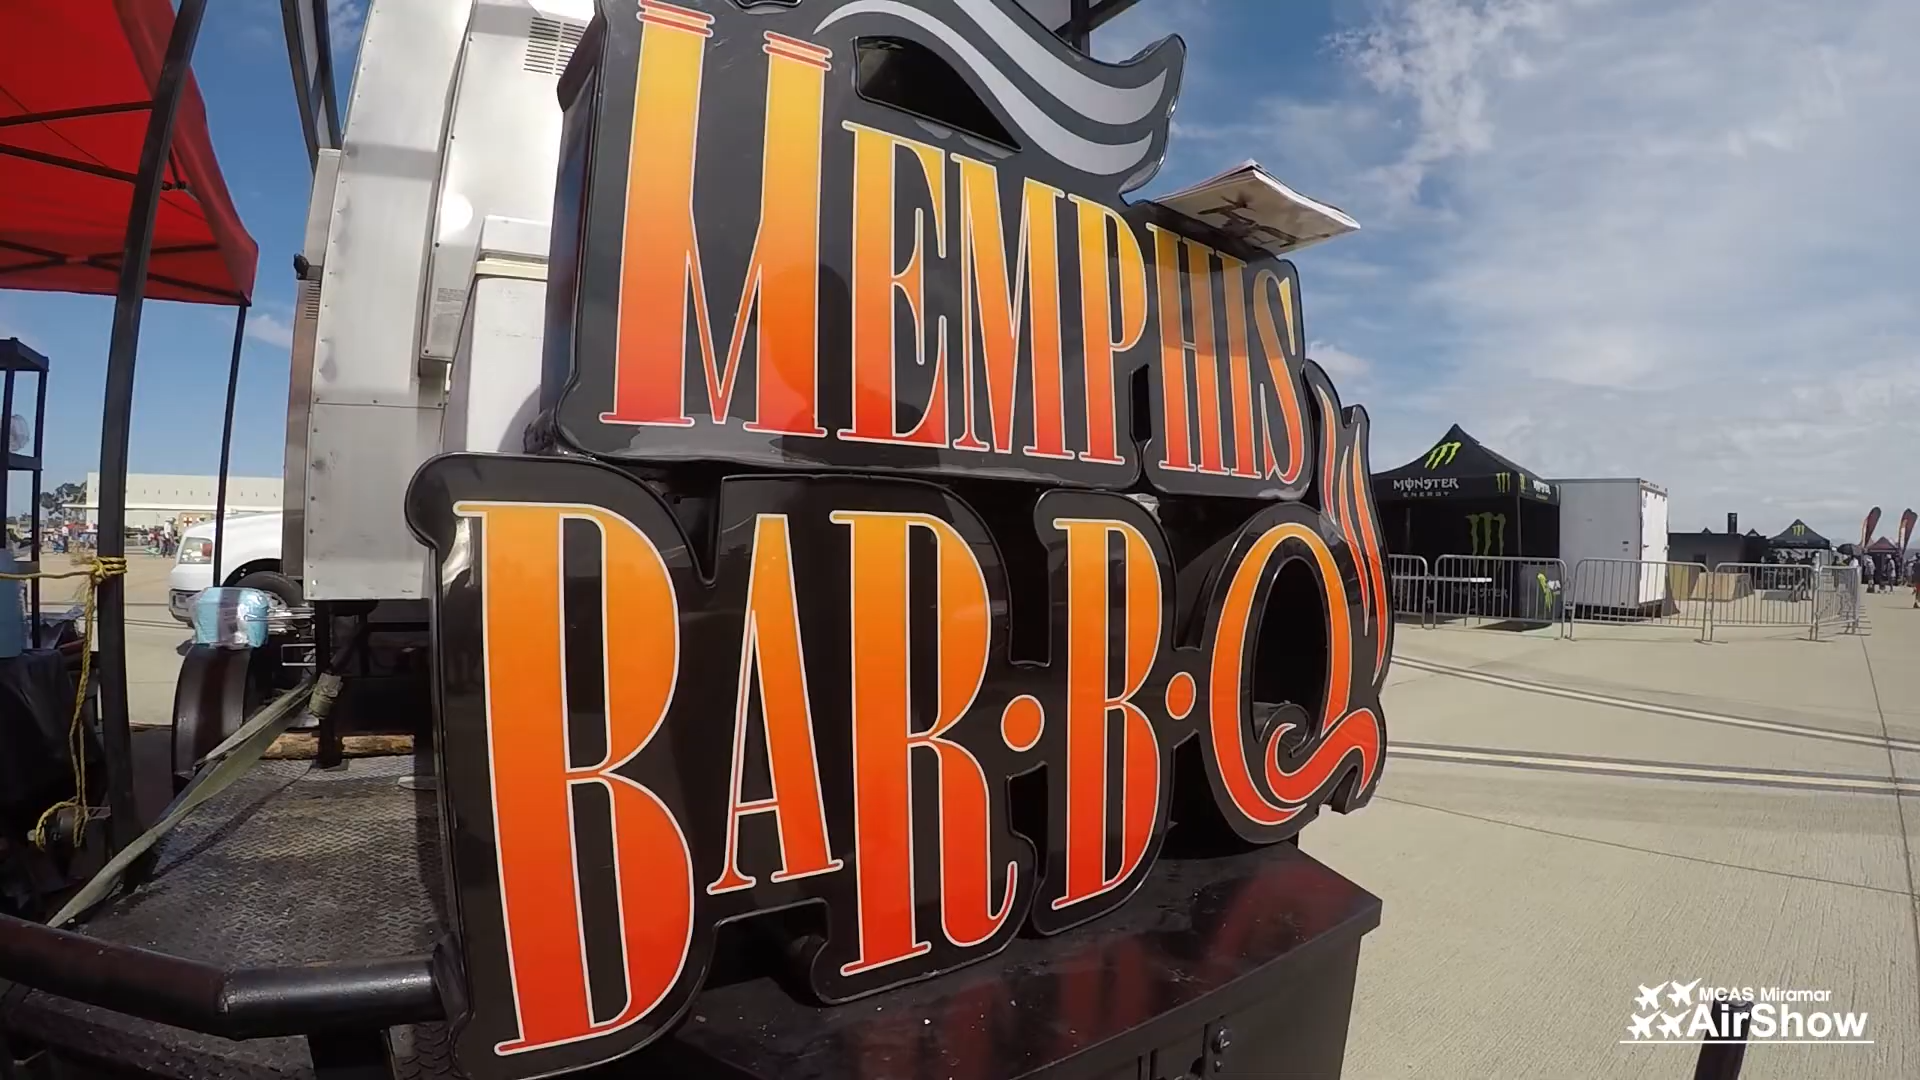 MEMPHIS
BAR·B·Q
MONSTER
ENERGY
MCAS Miramar
AirShow